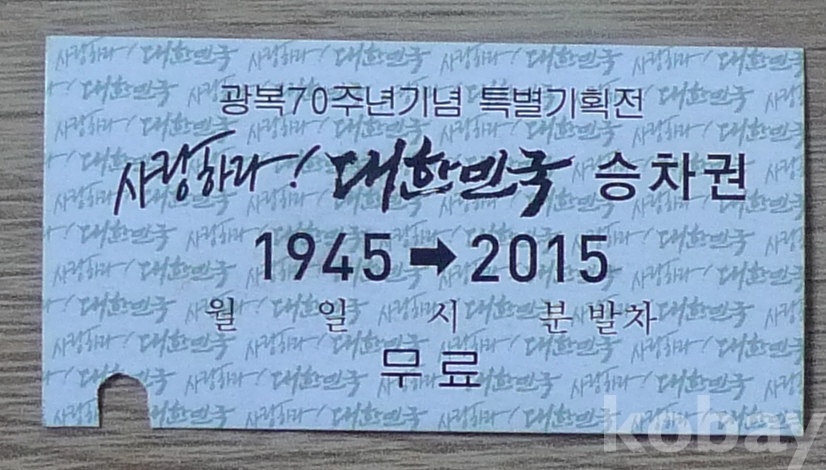 광복70주년기념 특별기획전
사랑하라! 대한민국 승차권
1945➡2015
월 일 시 분 발차
무료
kobay